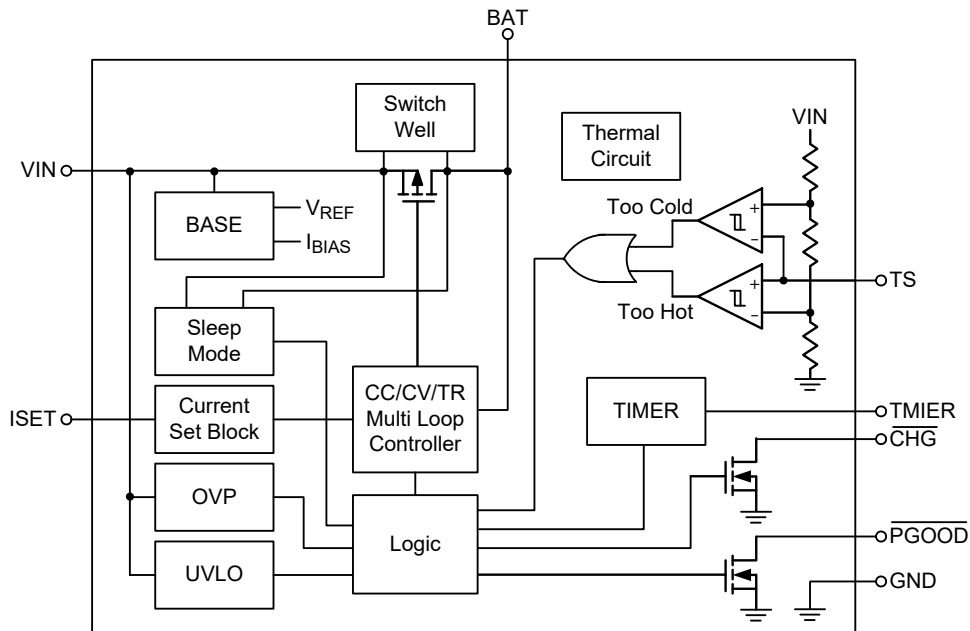 BAT
Switch
Well
Thermal
Circuit
VIN
VIN
BASE
VREF
IBIAS
Too Cold
+
-
TS
Too Hot
+
-
Sleep
Mode
ISET
Current
Set Block
CC/CV/TR
Multi Loop
Controller
TIMER
TMIER
CHG
OVP
Logic
PGOOD
UVLO
GND